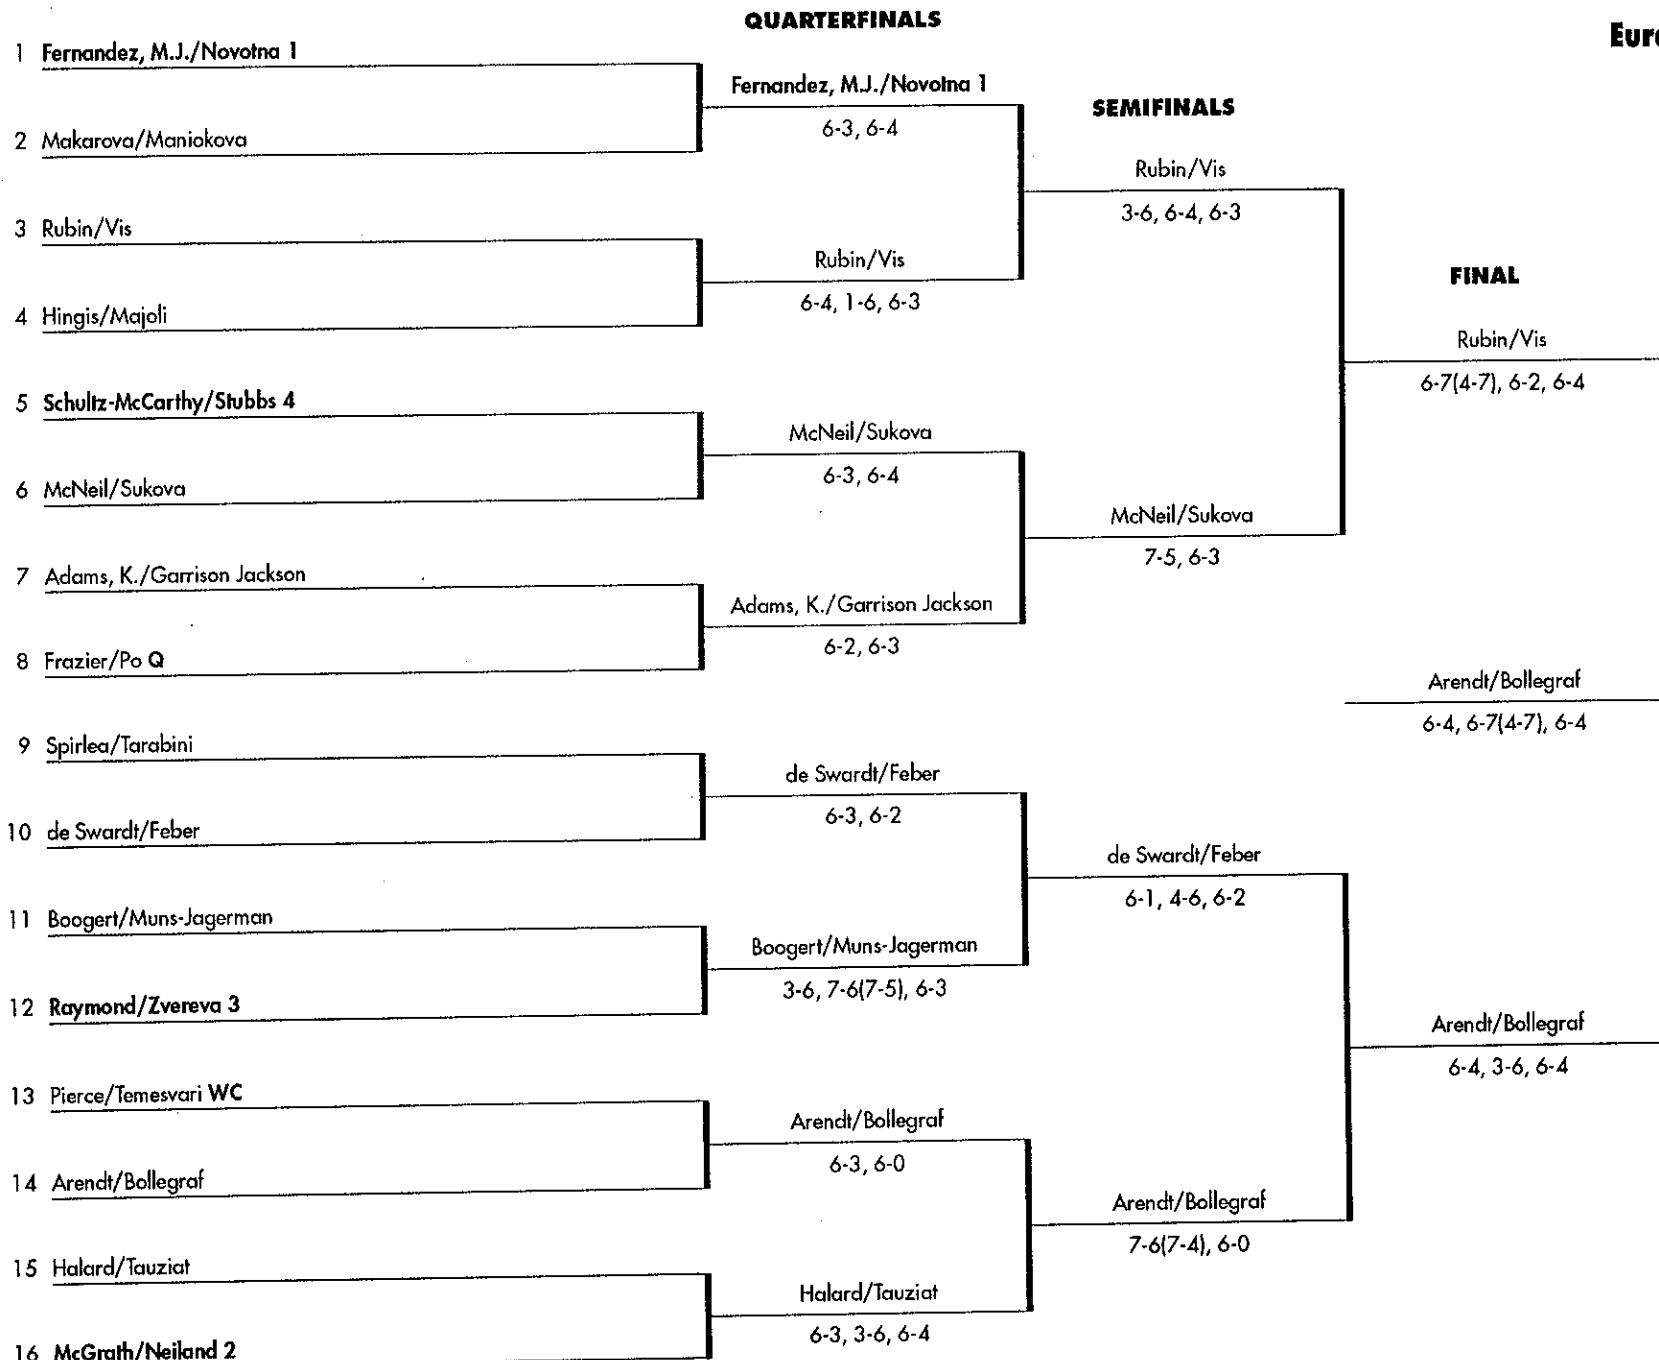 QUARTERFINALS
Euro
1 Fernandez, M.J./Novotna 1
2 Makarova/Maniokova
3 Rubin/Vis
4 Hingis/Majoli
5 Schultz-McCarthy/Stubbs 4
6 McNeil/Sukova
7 Adams, K./Garrison Jackson
8 Frazier/Po Q
9 Spirlea/Tarabini
10 de Swardt/Feber
11 Boogert/Muns-Jagerman
12 Raymond/Zvereva 3
13 Pierce/Temesvari WC
14 Arendt/Bollegraf
15 Halard/Tauziat
16 McGrath/Neiland 2
Fernandez, M.J./Novotna 1
6-3, 6-4
Rubin/Vis
6-4, 1-6, 6-3
McNeil/Sukova
6-3, 6-4
Adams, K./Garrison Jackson
6-2, 6-3
de Swardt/Feber
6-3, 6-2
Boogert/Muns-Jagerman
3-6, 7-6(7-5), 6-3
Arendt/Bollegraf
6-3, 6-0
Halard/Tauziat
6-3, 3-6, 6-4
SEMIFINALS
Rubin/Vis
3-6, 6-4, 6-3
McNeil/Sukova
7-5, 6-3
de Swardt/Feber
6-1, 4-6, 6-2
Arendt/Bollegraf
7-6(7-4), 6-0
FINAL
Rubin/Vis
6-7(4-7), 6-2, 6-4
Arendt/Bollegraf
6-4, 6-7(4-7), 6-4
Arendt/Bollegraf
6-4, 3-6, 6-4